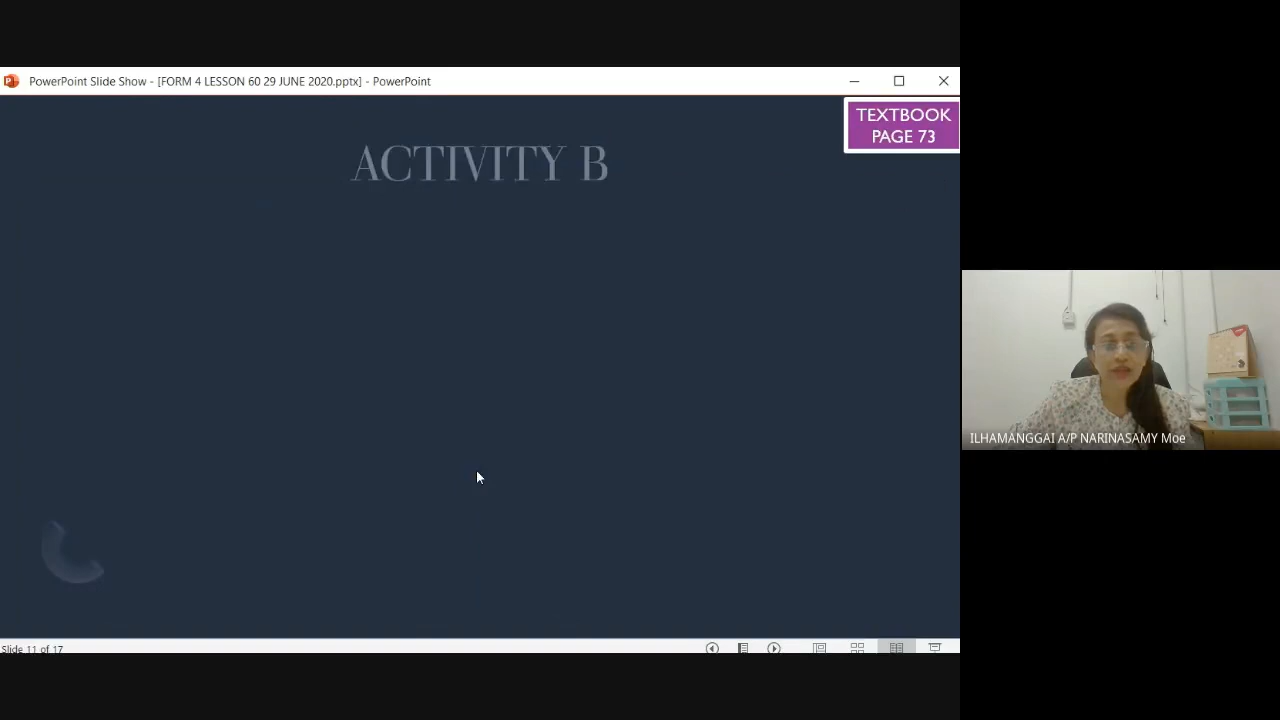 PowerPoint Slide Show - [FORM 4 LESSON 60 29 JUNE 2020.pptx] - PowerPoint
TEXTBOOK
PAGE 73
ACTIVITY B
ILHAMANGGAI A/P NARINASAMY Moe
Slide 11 of 17